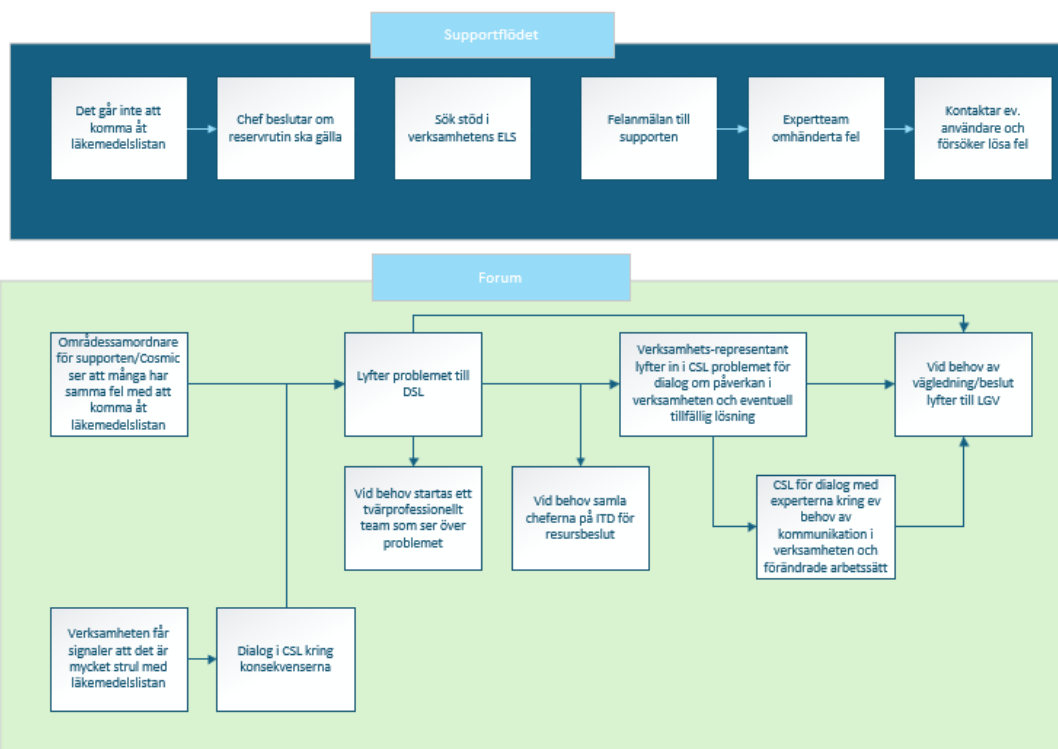 Supportflödet
Det går inte att
komma åt
läkemedelslistan
Chef beslutar om
reservrutin ska gälla
Sök stöd i
verksamhetens ELS
Felanmälan till
supporten
Expertteam
omhänderta fel
Kontaktar ev.
användare och
försöker lösa fel
Forum
Områdessamordnare
för supporten/Cosmic
ser att många har
samma fel med att
komma åt
läkemedelslistan
Lyfter problemet till
DSL
Verksamhets-representant
lyfter in i CSL problemet för
dialog om påverkan i
verksamheten och eventuell
tillfällig lösning
Vid behov av
vägledning/beslut
lyfter till LGV
Vid behov startas ett
tvärprofessionellt
team som ser över
problemet
Vid behov samla
cheferna på ITD för
resursbeslut
CSL för dialog med
experterna kring ev
behov av
kommunikation i
verksamheten och
förändrade arbetssätt
Verksamheten får
signaler att det är
mycket strul med
läkemedelslistan
Dialog i CSL kring
konsekvenserna